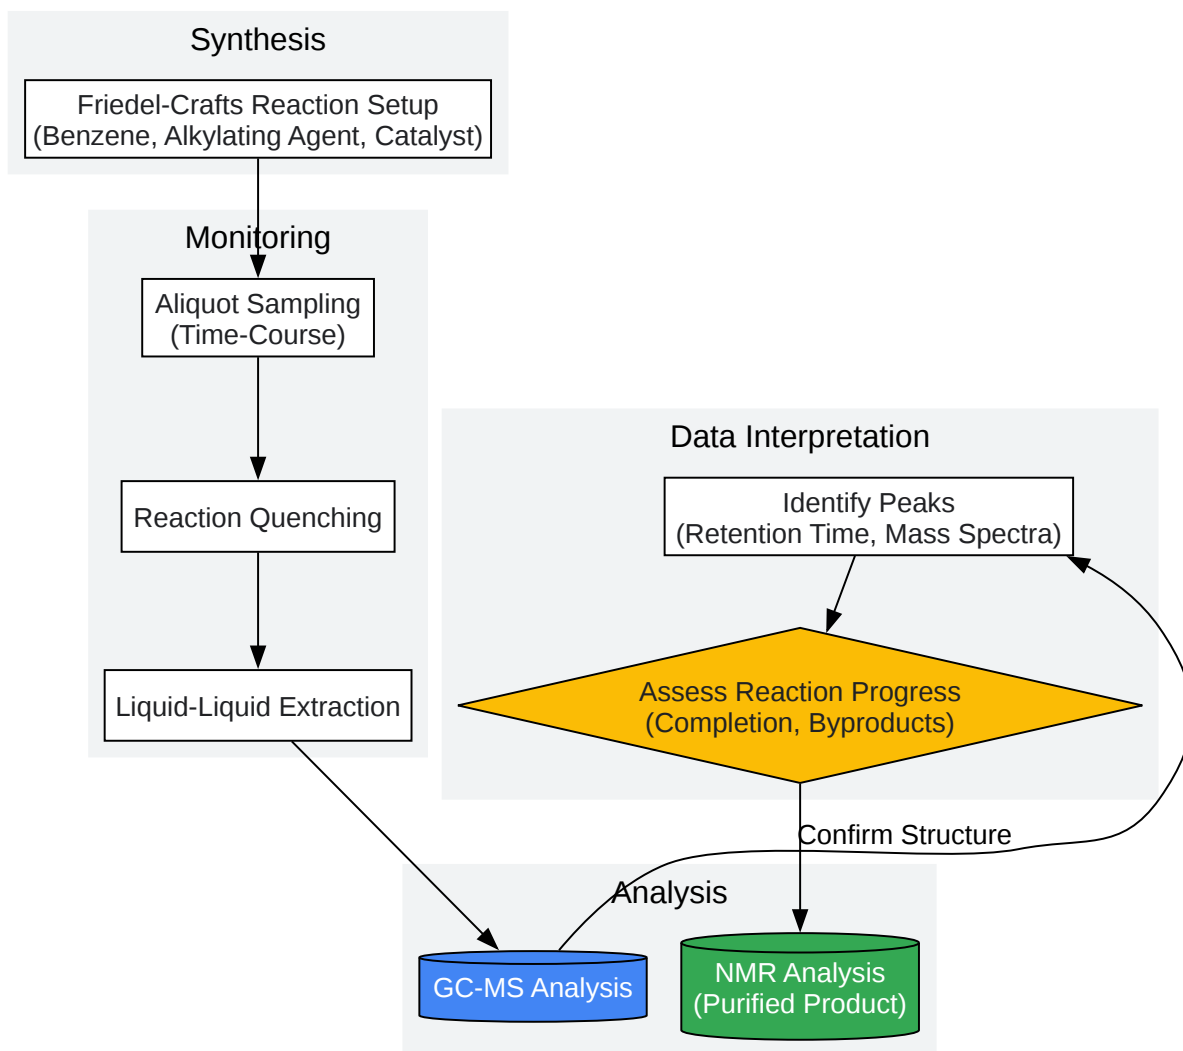 Synthesis
Friedel-Crafts Reaction Setup
(Benzene, Alkylating Agent, Catalyst)
Monitoring
Aliquot Sampling
(Time-Course)
Reaction Quenching
Liquid-Liquid Extraction
Data Interpretation
Identify Peaks
(Retention Time, Mass Spectra)
Assess Reaction Progress
(Completion, Byproducts)
Confirm Structure
Analysis
GC-MS Analysis
NMR Analysis
(Purified Product)